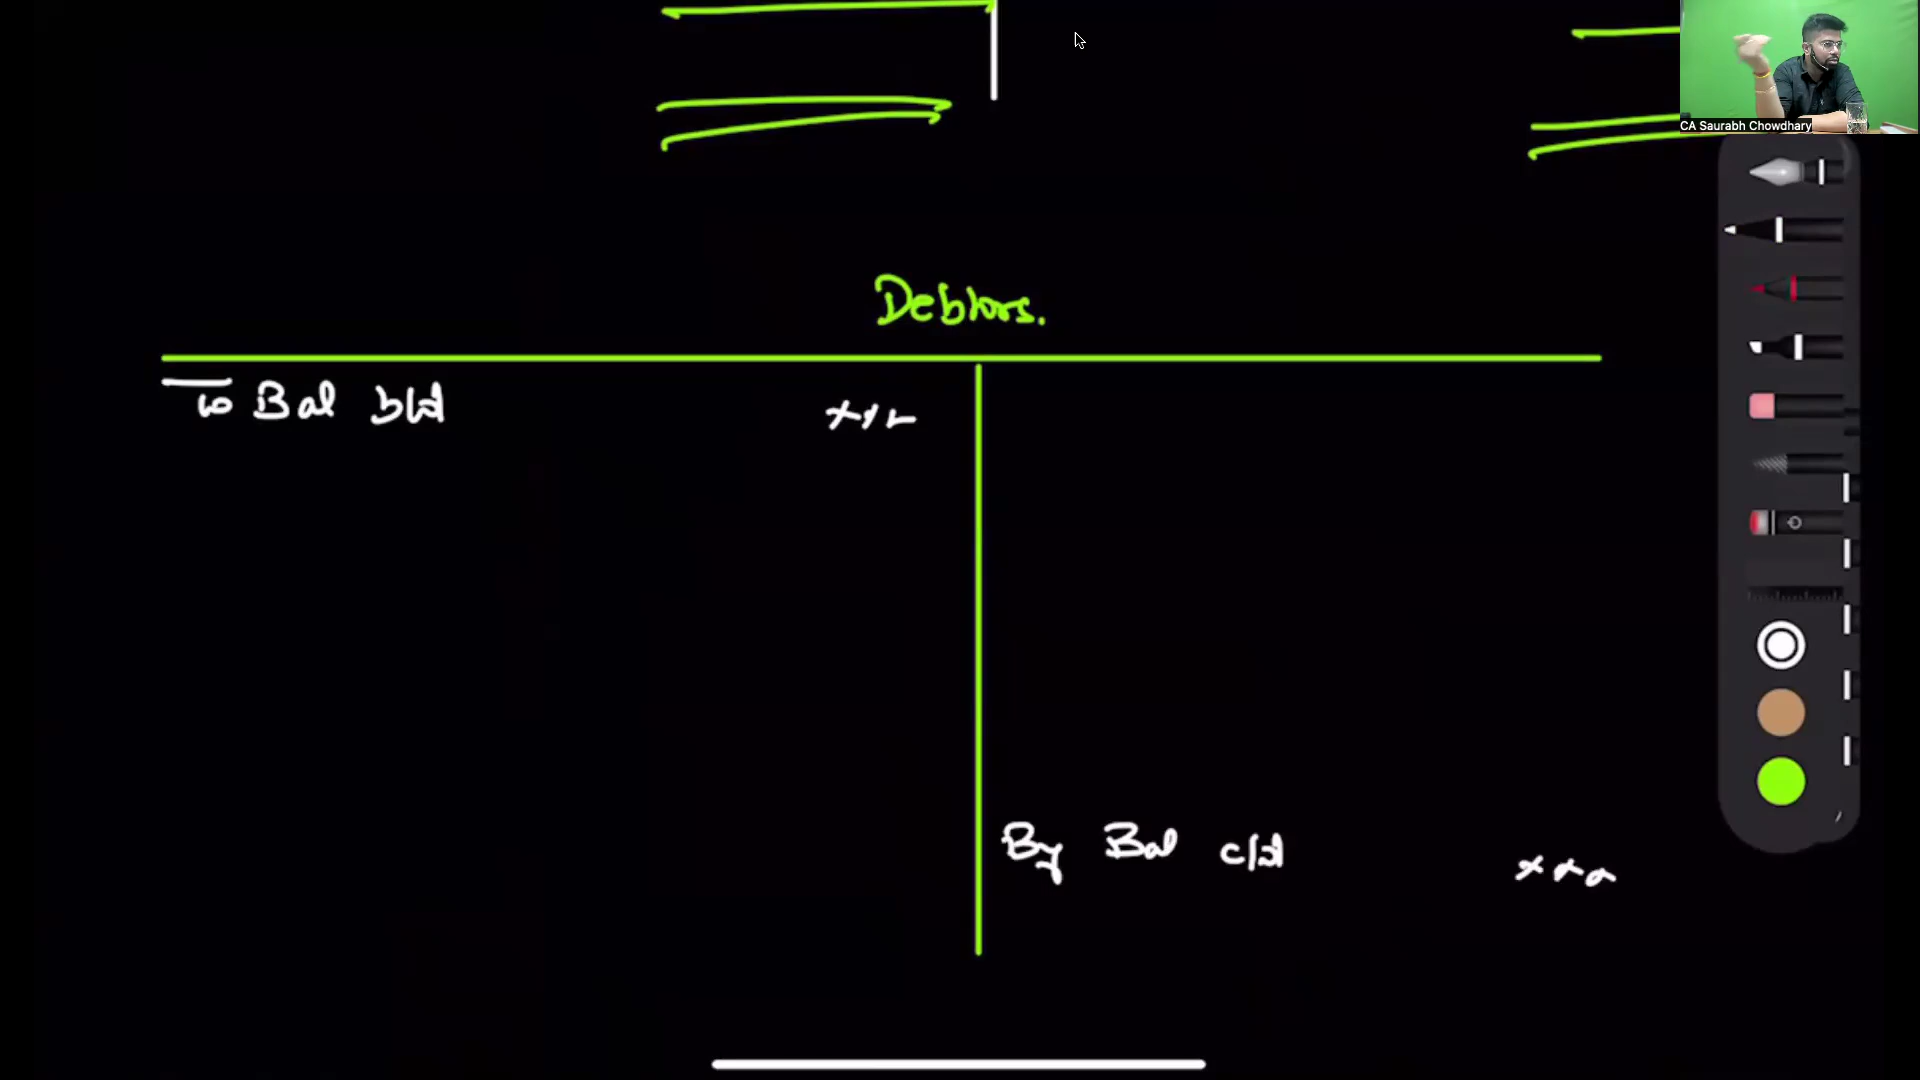 CA Saurabh Chowdhary
Debtors.
To Bal b/d xxx
By Bal c/d xxx